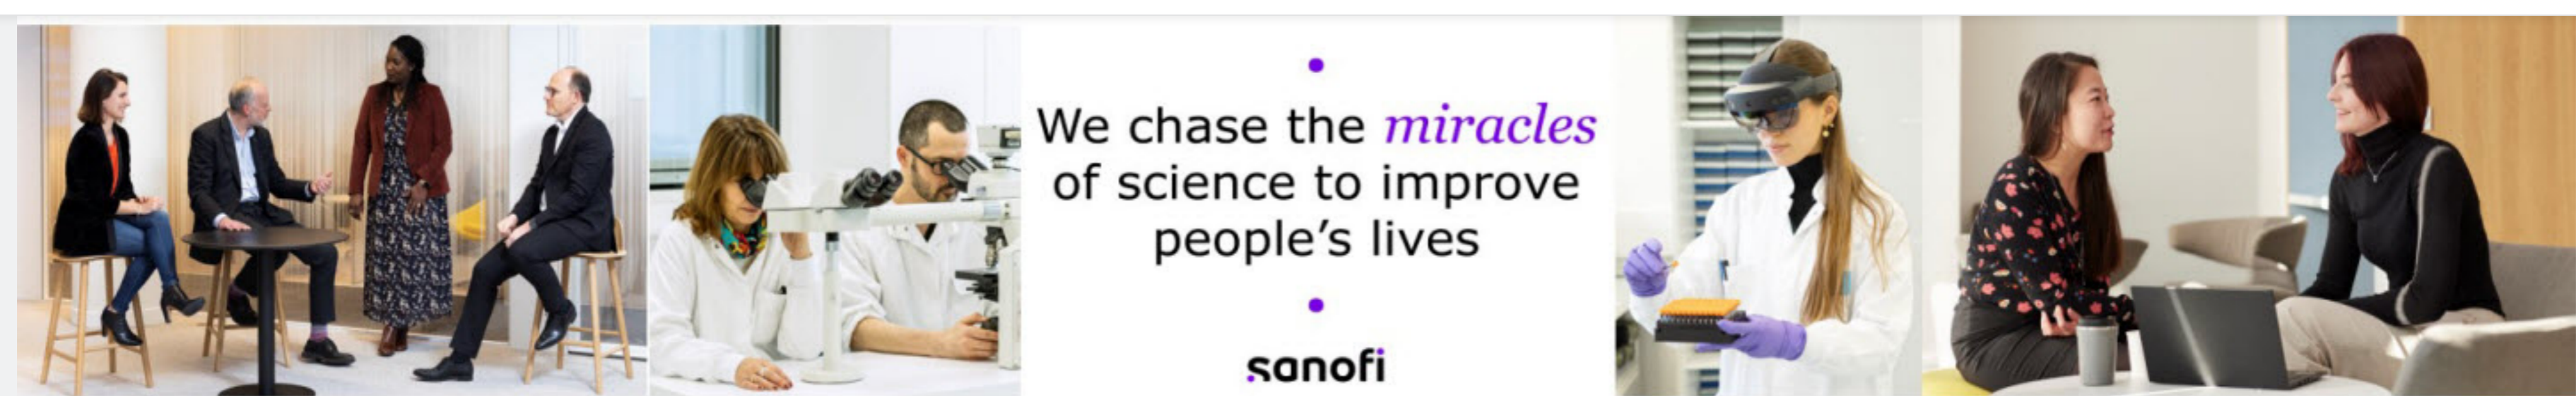 We chase the miracles
of science to improve
people’s lives
sanofi